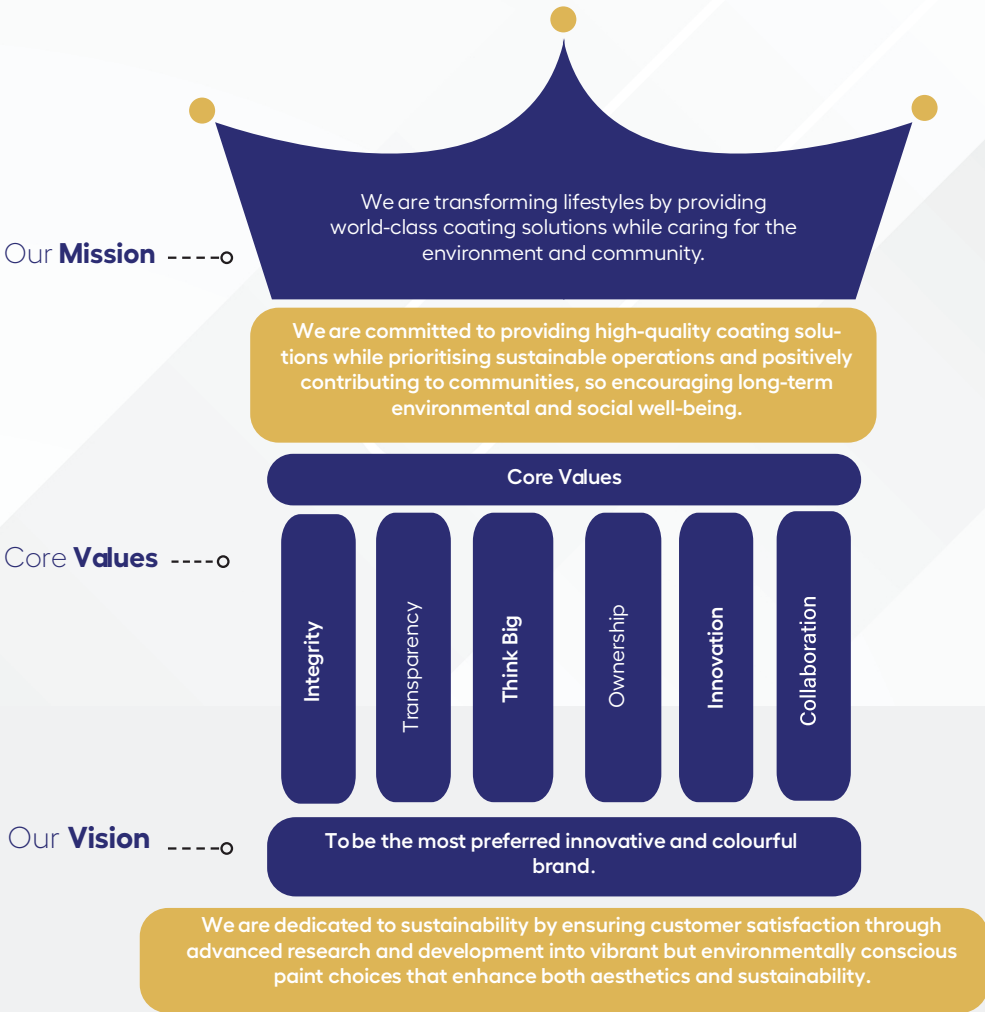 We are transforming lifestyles by providing
world-class coating solutions while caring for the
environment and community.
Our Mission
We are committed to providing high-quality coating solu-
tions while prioritising sustainable operations and positively
contributing to communities, so encouraging long-term
environmental and social well-being.
Core Values
Core Values
Integrity
Transparency
Think Big
Ownership
Innovation
Collaboration
Our Vision
To be the most preferred innovative and colourful
brand.
We are dedicated to sustainability by ensuring customer satisfaction through
advanced research and development into vibrant but environmentally conscious
paint choices that enhance both aesthetics and sustainability.